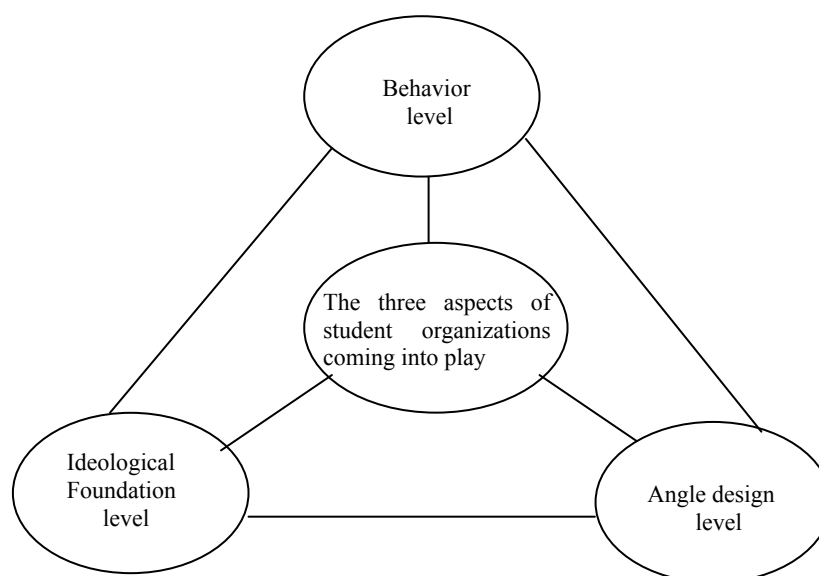 Behavior
level
The three aspects of
student organizations
coming into play
Ideological
Foundation
level
Angle design
level